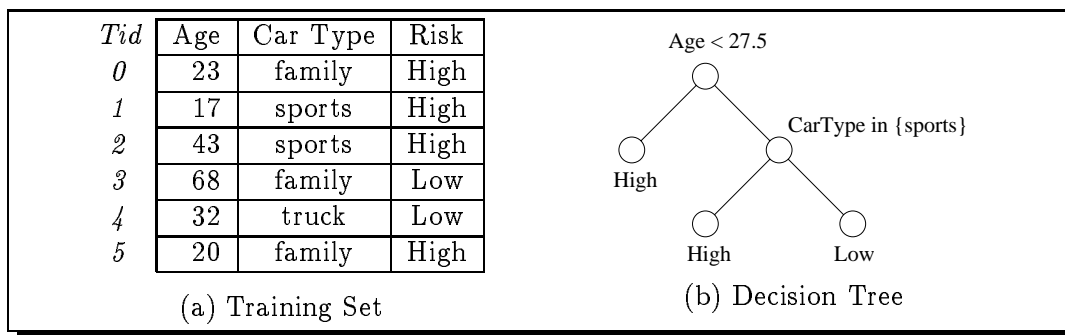 Tid Age Car Type Risk
0 23 family High
1 17 sports High
2 43 sports High
3 68 family Low
4 32 truck Low
5 20 family High
(a) Training Set
Age < 27.5
CarType in {sports}
High
High Low
(b) Decision Tree